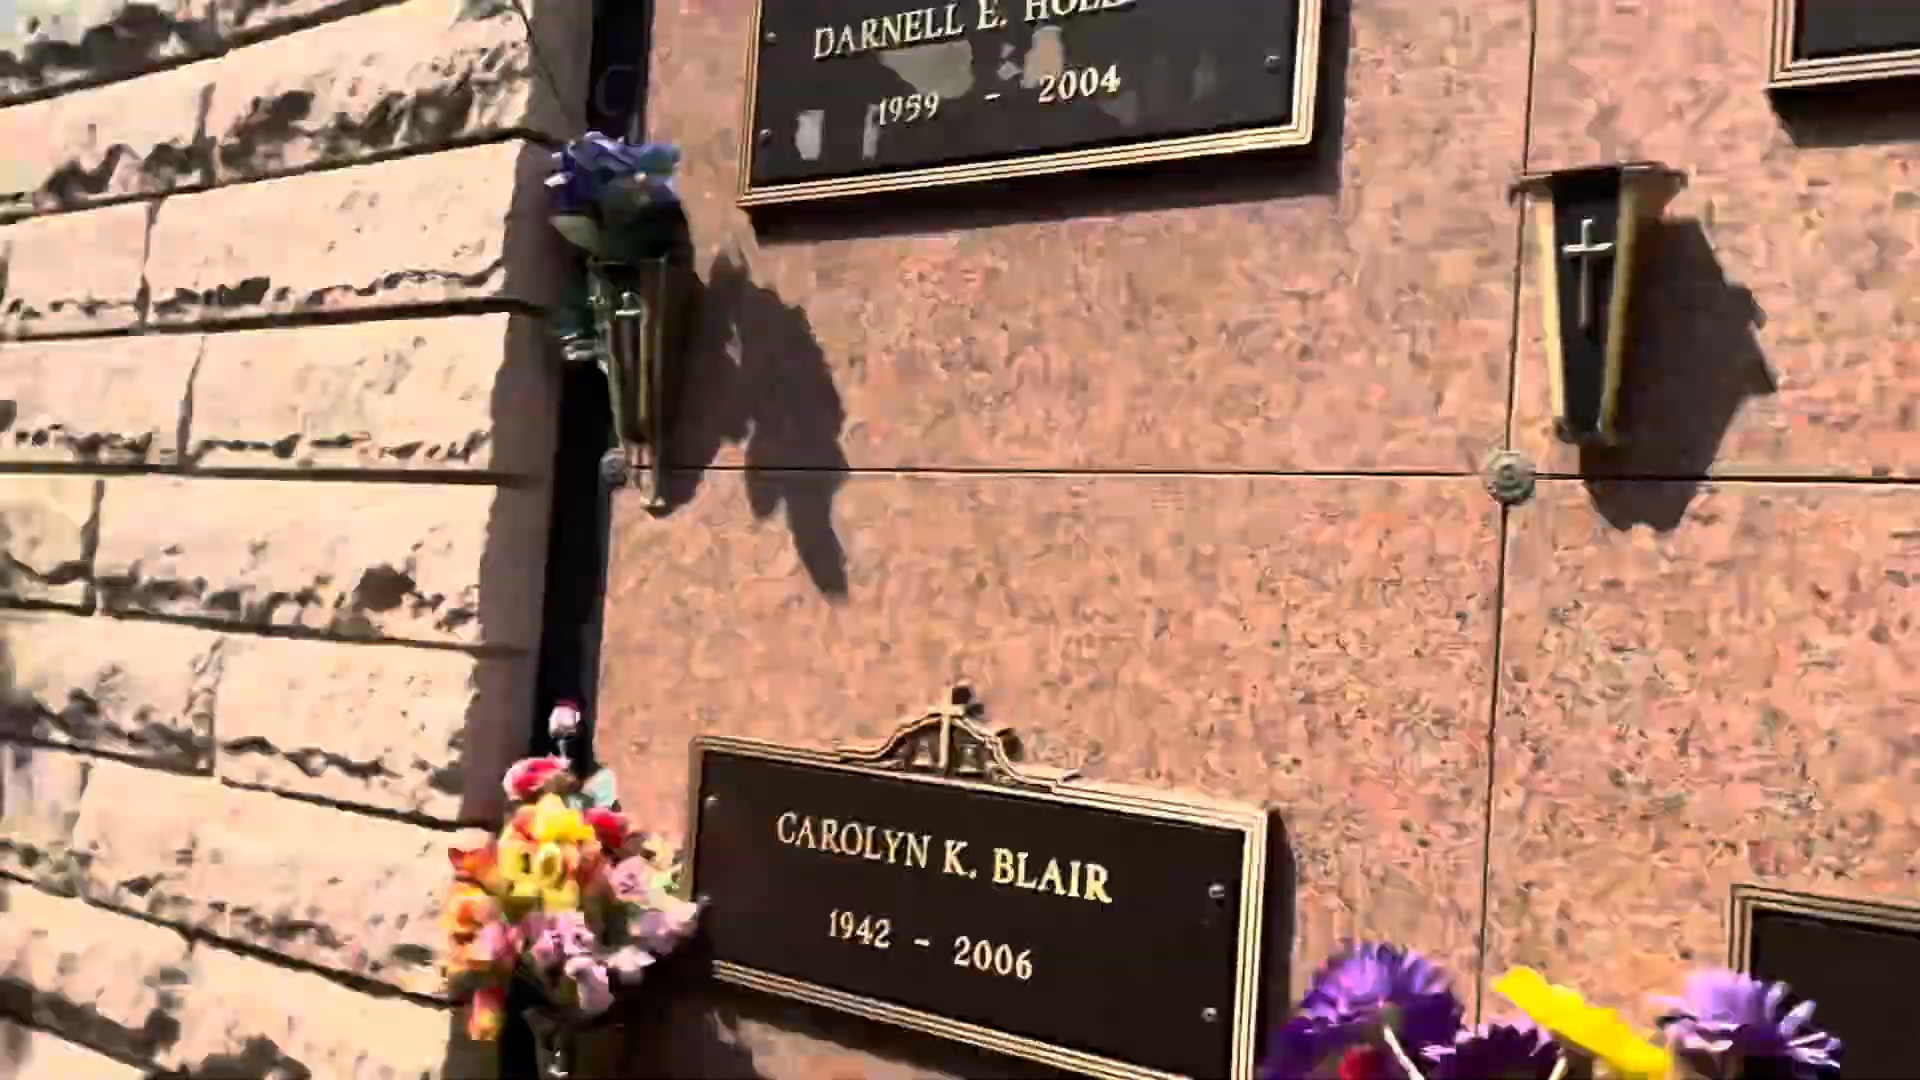 DARNELL E.
1959 - 2004
CAROLYN K. BLAIR
1942 - 2006